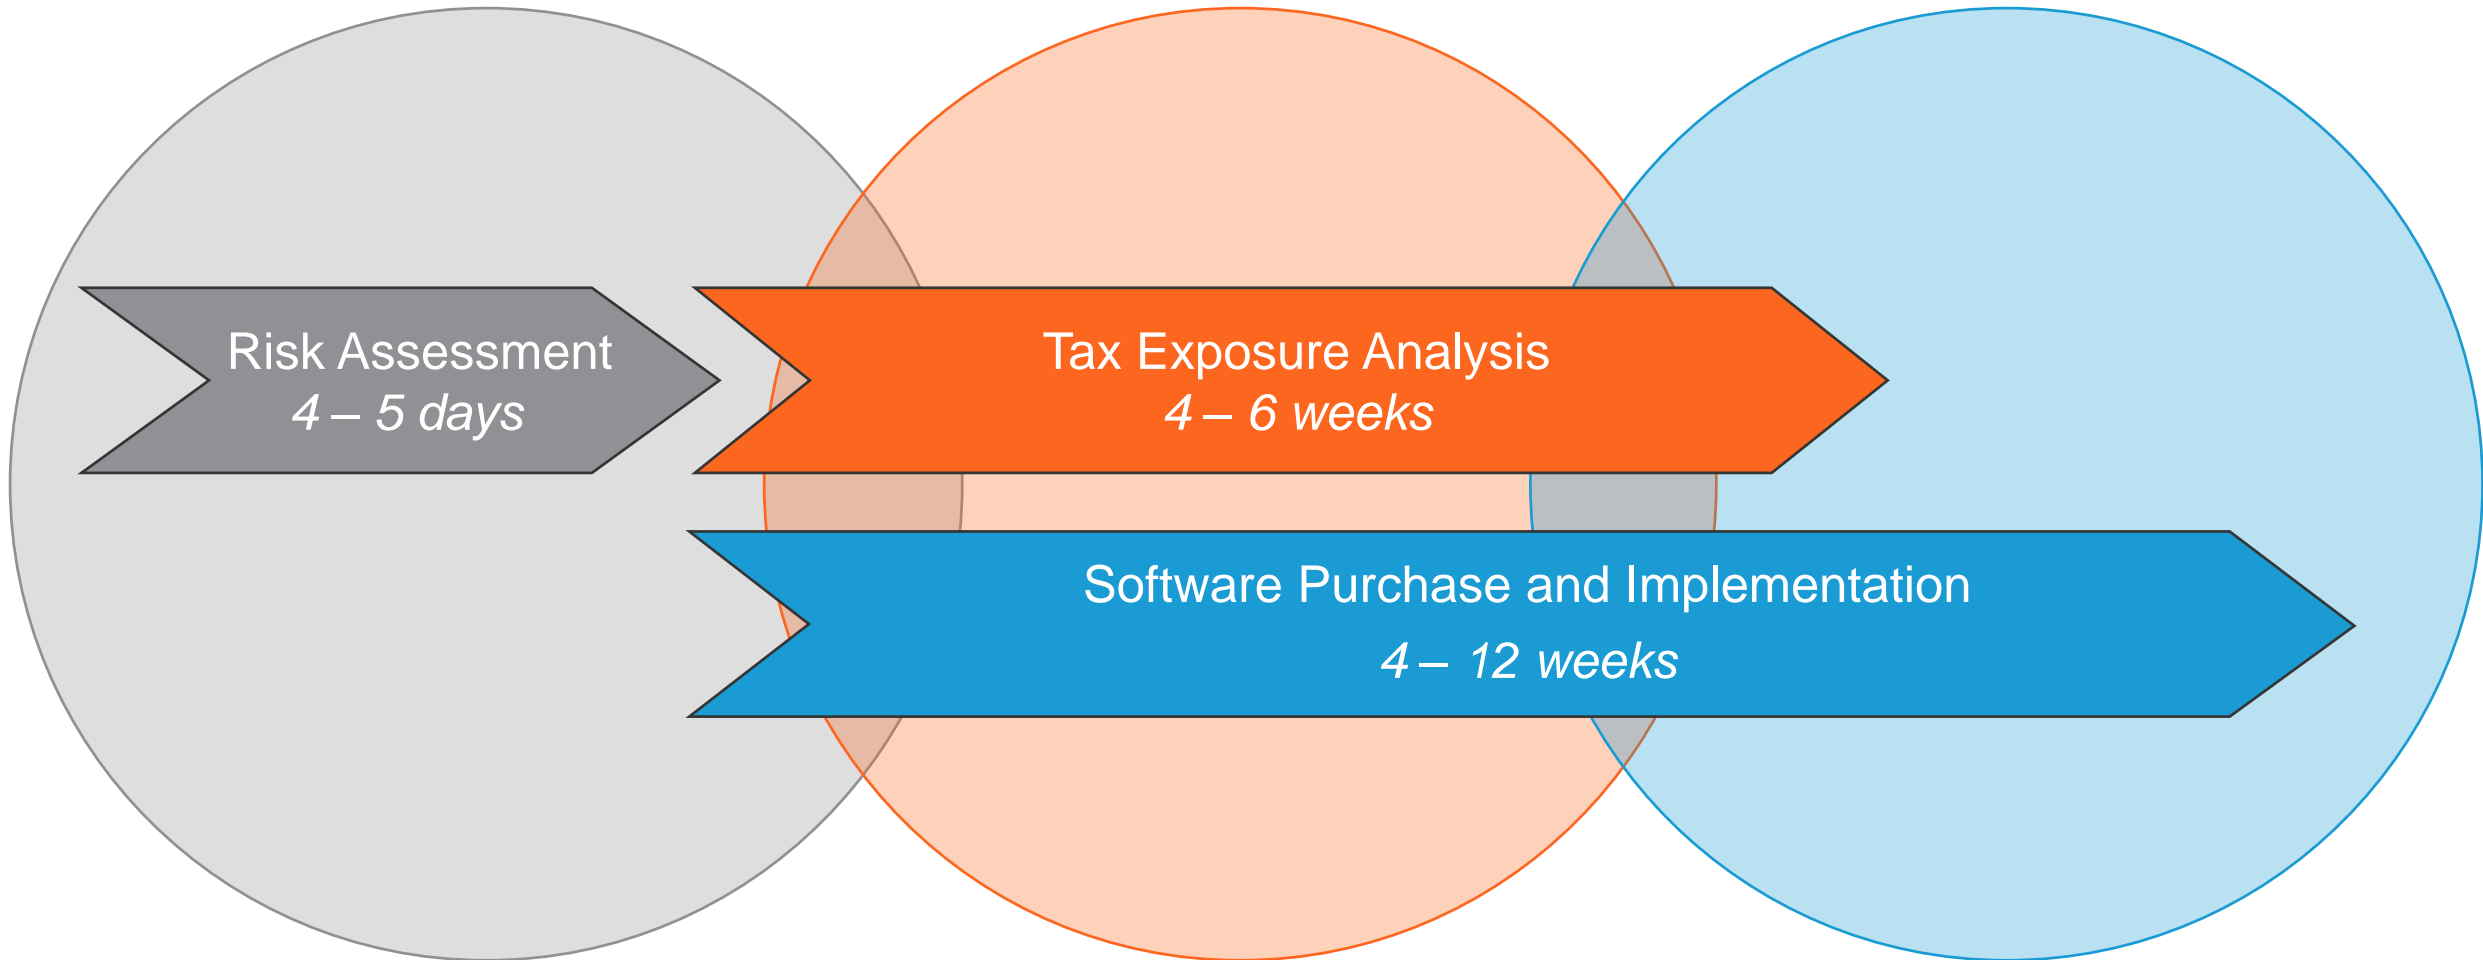 Risk Assessment
4 – 5 days
Tax Exposure Analysis
4 – 6 weeks
Software Purchase and Implementation
4 – 12 weeks